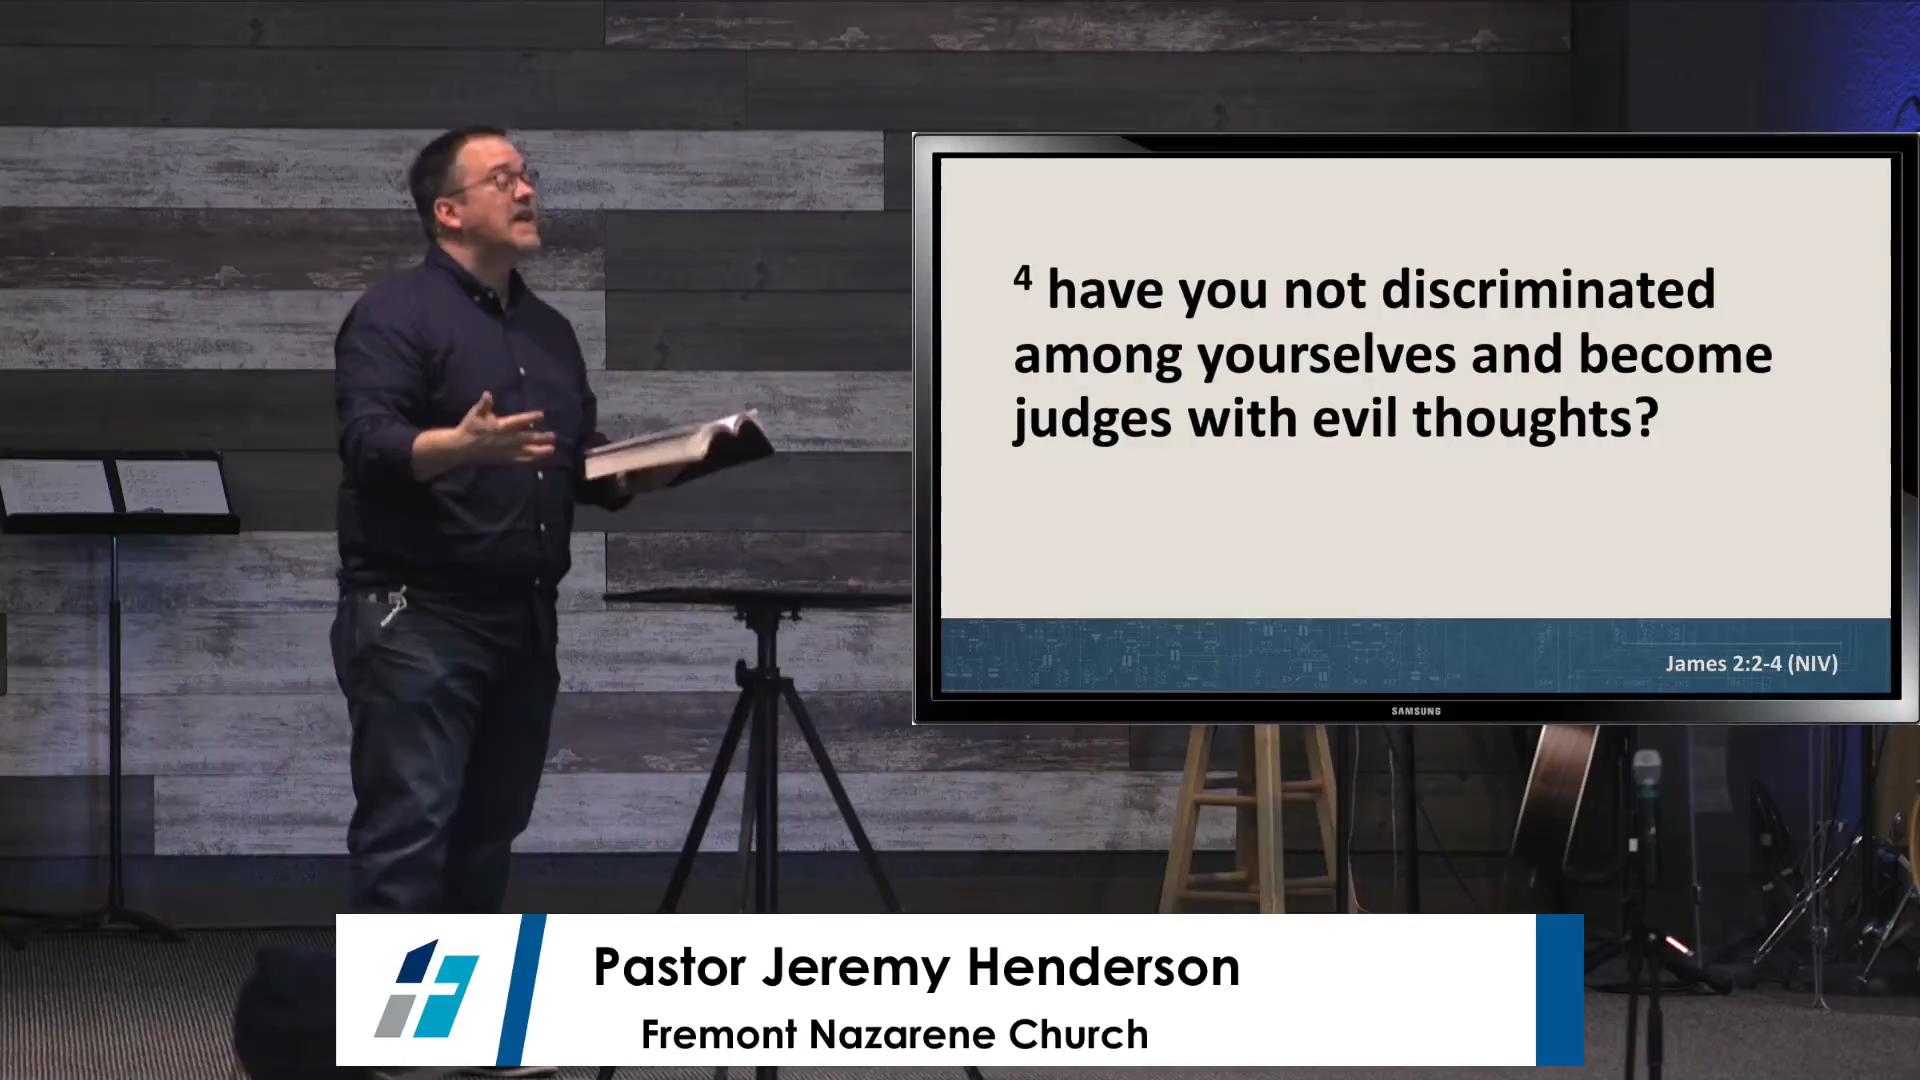 ⁴ have you not discriminated
among yourselves and become
judges with evil thoughts?
James 2:2-4 (NIV)
SAMSUNG
Pastor Jeremy Henderson
Fremont Nazarene Church